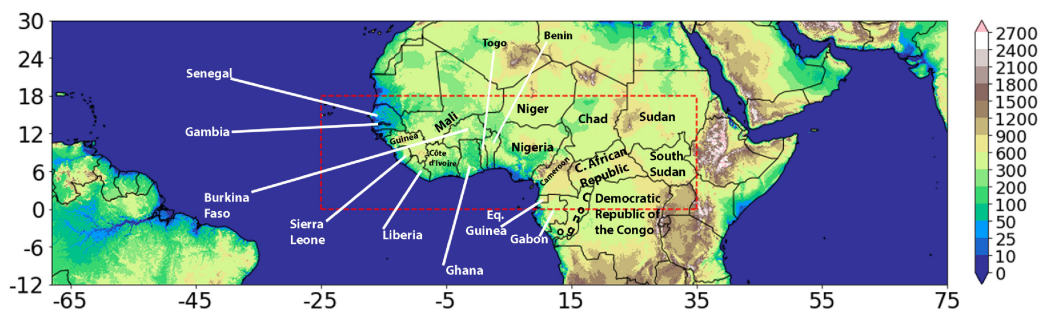 30
24
18
12
6
0
-6
-12
-65
-45
-25
-5
15
35
55
75
Senegal
Gambia
Burkina
Faso
Sierra
Leone
Liberia
Ghana
Eq.
Guinea
Gabon
Togo
Benin
Guinea
Mali
Côte
d'Ivoire
Niger
Nigeria
Cameroon
Chad
Sudan
C. African
Republic
South
Sudan
Congo
Democratic
Republic of
the Congo
2700
2400
2100
1800
1500
1200
900
600
300
200
100
50
25
10
0